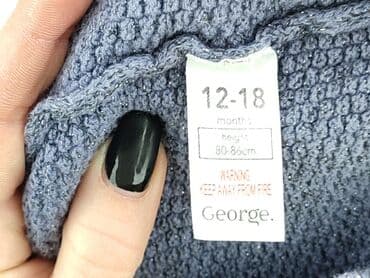 12-18
months
height
80-86cm
WARNING
KEEP AWAY FROM FIRE
George.